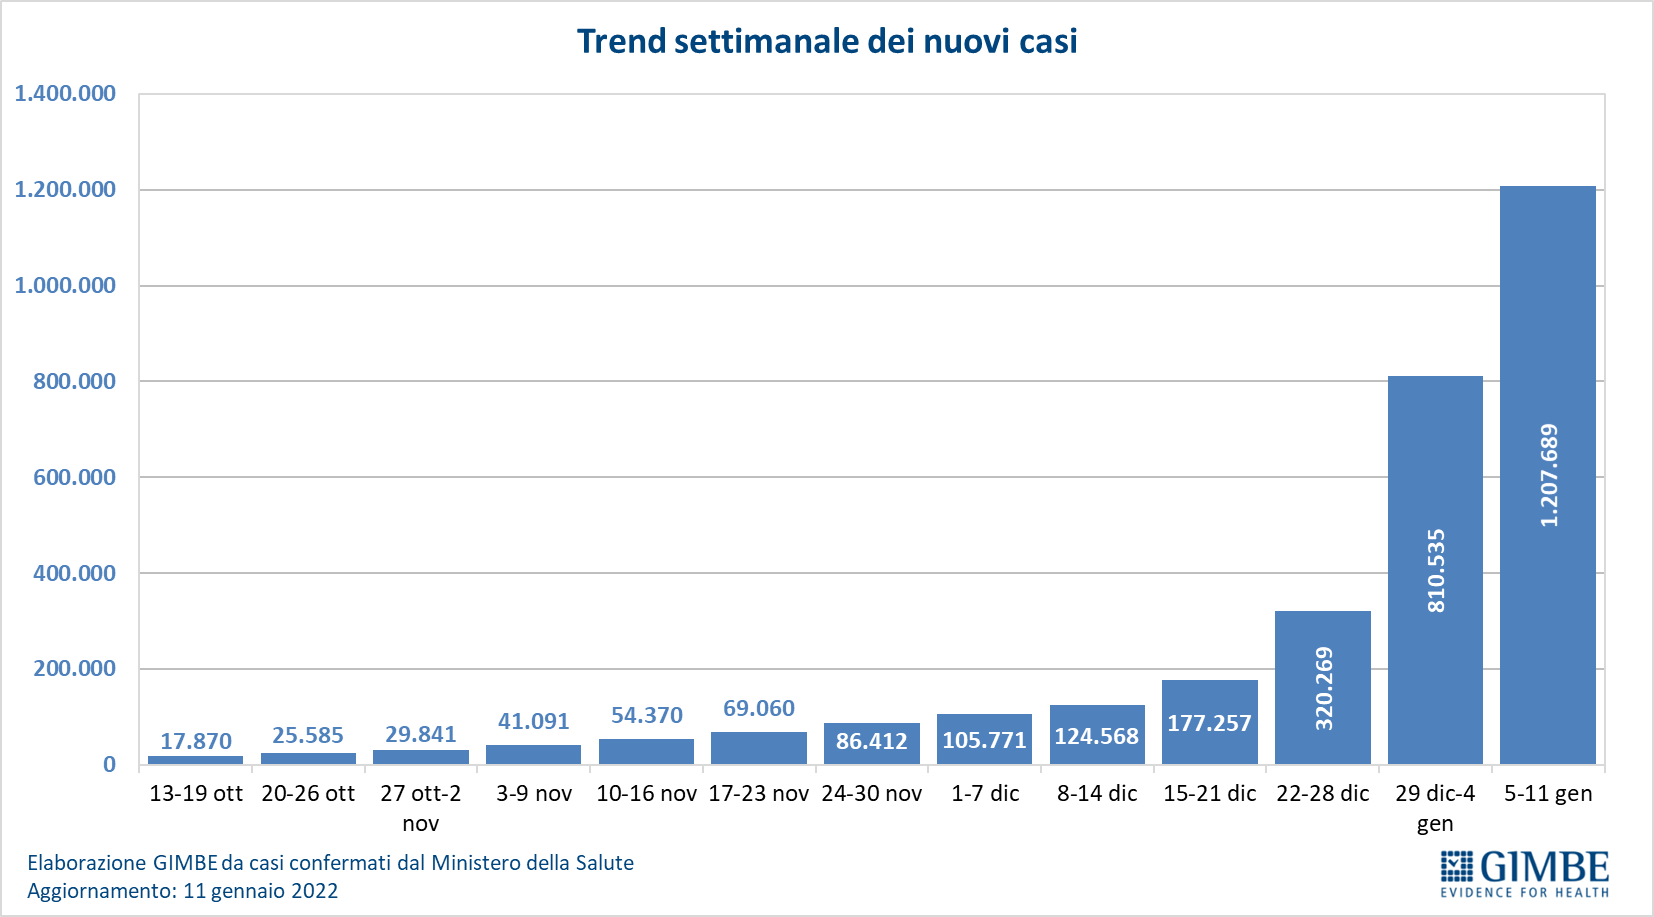 Trend settimanale dei nuovi casi
1.400.000
1.200.000
1.000.000
800.000
600.000
400.000
200.000
0
17.870
25.585
29.841
41.091
54.370
69.060
86.412
105.771
124.568
177.257
320.269
810.535
1.207.689
13-19 ott
20-26 ott
27 ott-2
nov
3-9 nov
10-16 nov
17-23 nov
24-30 nov
1-7 dic
8-14 dic
15-21 dic
22-28 dic
29 dic-4
gen
5-11 gen
Elaborazione GIMBE da casi confermati dal Ministero della Salute
Aggiornamento: 11 gennaio 2022
GIMBE
EVIDENCE FOR HEALTH